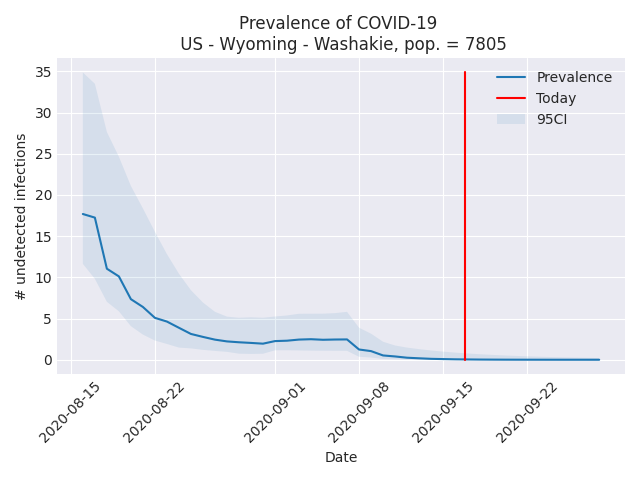 Prevalence of COVID-19
US - Wyoming - Washakie, pop. = 7805
35
30
25
20
15
10
5
0
# undetected infections
Prevalence
Today
95CI
2020-08-15
2020-08-22
2020-09-01
2020-09-08
2020-09-15
2020-09-22
Date